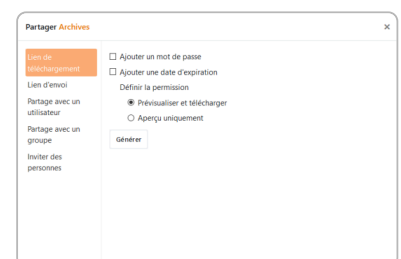 Partager Archives
×
Lien de
téléchargement
Lien d'envoi
Partage avec un
utilisateur
Partage avec un
groupe
Inviter des
personnes
Ajouter un mot de passe
Ajouter une date d'expiration
Définir la permission
Prévisualiser et télécharger
Aperçu uniquement
Générer